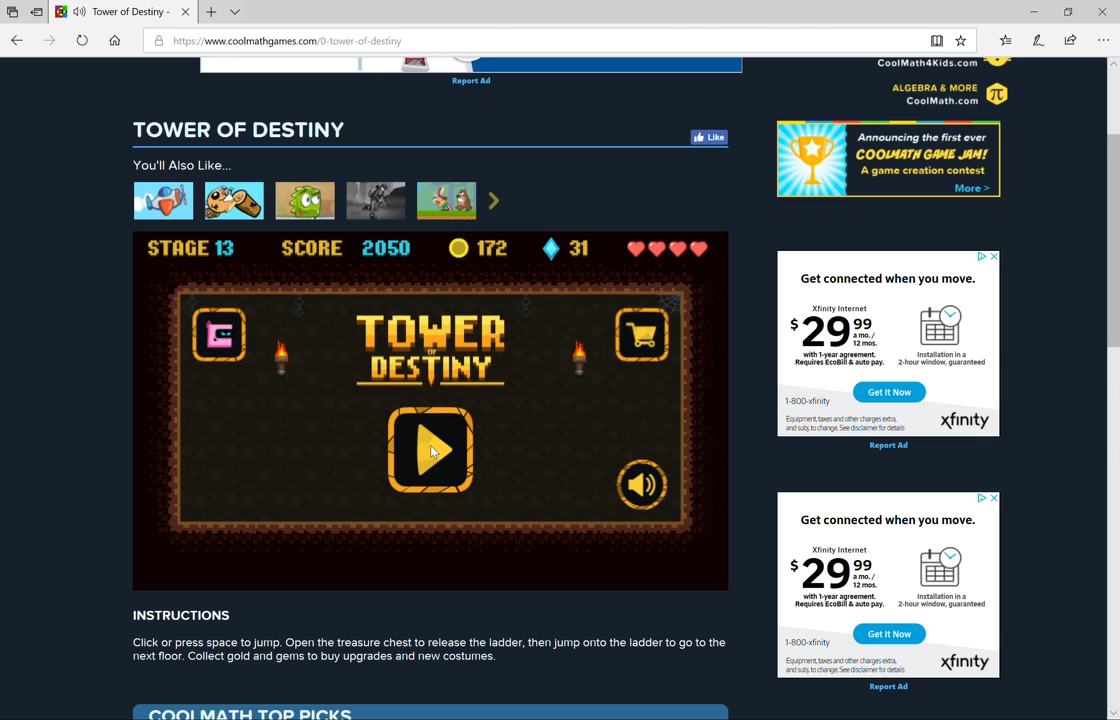 Tower of Destiny -
https://www.coolmathgames.com/0-tower-of-destiny
Report Ad
CoolMath4Kids.com
ALGEBRA & MORE
CoolMath.com
TOWER OF DESTINY
Like
You'll Also Like...
Announcing the first ever
COOLMATH GAME JAM!
A game creation contest
More >
STAGE 13
SCORE 2050
172
31
TOWER
OF
DESTINY
Get connected when you move.
Xfinity Internet
$29.99
a mo./
12 mos.
with 1-year agreement.
Requires EcoBill & auto pay.
Installation in a
2-hour window, guaranteed
Get It Now
1-800-xfinity
Equipment, taxes and other charges extra,
and subj. to change. See disclaimer for details
xfinity
Report Ad
Get connected when you move.
Xfinity Internet
$29.99
a mo./
12 mos.
with 1-year agreement.
Requires EcoBill & auto pay.
Installation in a
2-hour window, guaranteed
Get It Now
1-800-xfinity
Equipment, taxes and other charges extra,
and subj. to change. See disclaimer for details
xfinity
Report Ad
INSTRUCTIONS
Click or press space to jump. Open the treasure chest to release the ladder, then jump onto the ladder to go to the
next floor. Collect gold and gems to buy upgrades and new costumes.
COOLMATH TOP PICKS